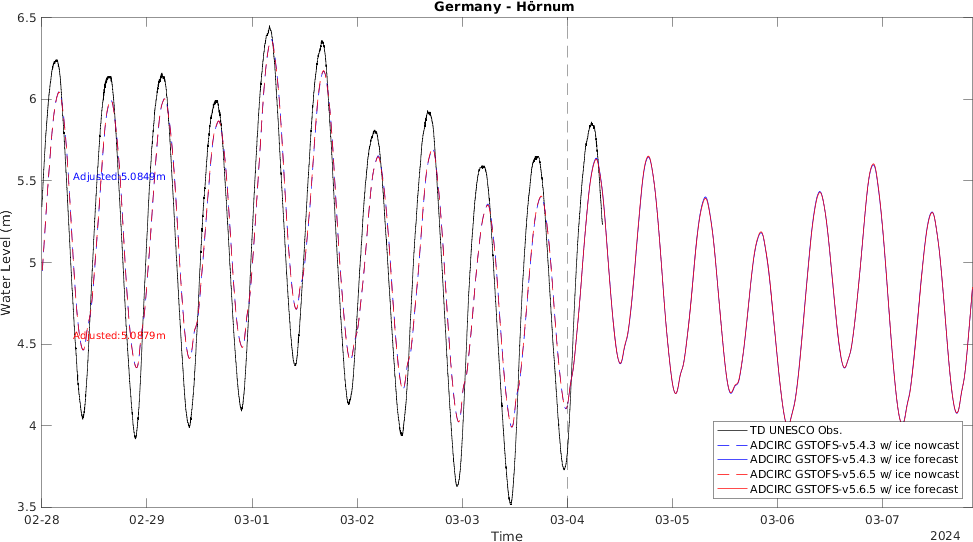 Germany - Hörnum
6.5
6
5.5
5
4.5
4
3.5
Water Level (m)
Adjusted:5.0849m
Adjusted:5.0879m
TD UNESCO Obs.
ADCIRC GSTOFS-v5.4.3 w/ ice nowcast
ADCIRC GSTOFS-v5.4.3 w/ ice forecast
ADCIRC GSTOFS-v5.6.5 w/ ice nowcast
ADCIRC GSTOFS-v5.6.5 w/ ice forecast
02-28 02-29 03-01 03-02 03-03 03-04 03-05 03-06 03-07
Time
2024